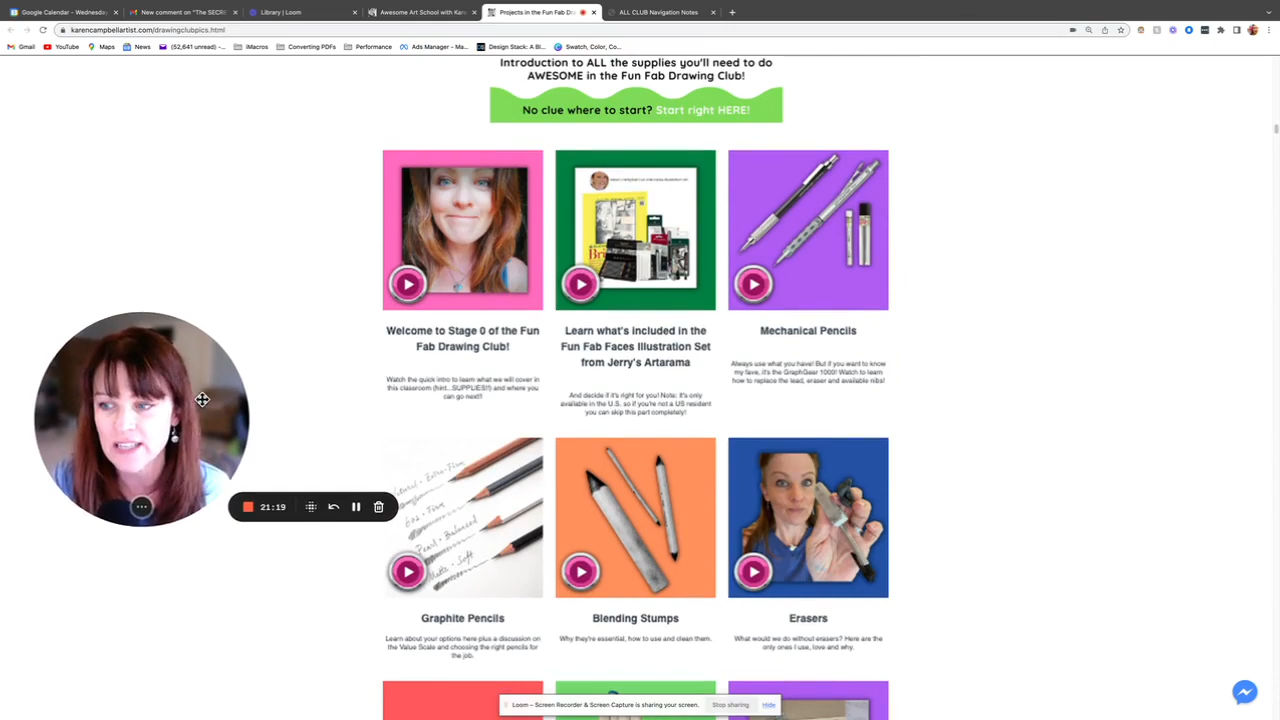 Google Calendar - Wednesda
New comment on "The SECRE
Library | Loom
Awesome Art School with Kare
Projects in the Fun Fab Dr
ALL CLUB Navigation Notes
karencampbellartist.com/drawingclubpics.html
Gmail
YouTube
Maps
News
(52,641 unread) -...
iMacros
Converting PDFs
Performance
Ads Manager - Ma...
Design Stack: A Bl...
Swatch, Color, Co...
Introduction to ALL the supplies you'll need to do
AWESOME in the Fun Fab Drawing Club!
No clue where to start? Start right HERE!
Welcome to Stage 0 of the Fun
Fab Drawing Club!
Watch the quick intro to learn what we will cover in
this classroom (hint...SUPPLIES!!) and where you
can go next!!
Learn what's included in the
Fun Fab Faces Illustration Set
from Jerry's Artarama
And decide if it's right for you! Note: It's only
available in the U.S. so if you're not a US resident
you can skip this part completely!
Mechanical Pencils
Always use what you have! But if you want to know
my fave, it's the GraphGear 1000! Watch to learn
how to replace the lead, eraser and available nibs!
21:19
Graphite Pencils
Learn about your options here plus a discussion on
the Value Scale and choosing the right pencils for
the job.
Blending Stumps
Why they're essential, how to use and clean them.
Erasers
What would we do without erasers? Here are the
only ones I use, love and why.
Loom – Screen Recorder & Screen Capture is sharing your screen.
Stop sharing
Hide